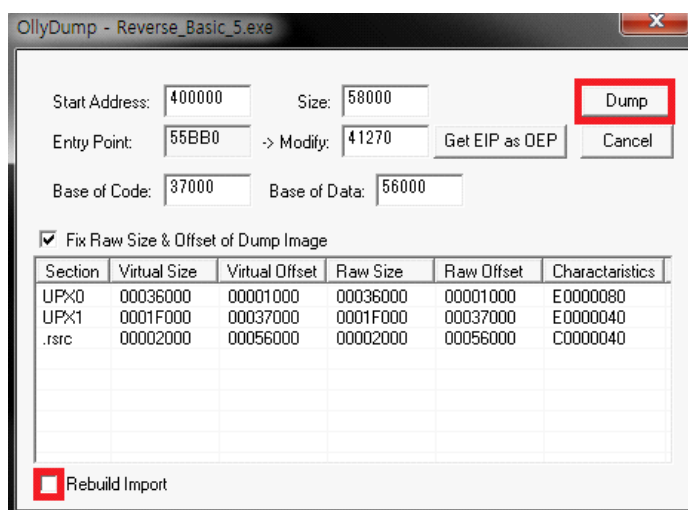 OllyDump - Reverse_Basic_5.exe
Start Address: 400000 Size: 58000 Dump
Entry Point: 55BB0 -> Modify: 41270 Get EIP as OEP Cancel
Base of Code: 37000 Base of Data: 56000
Fix Raw Size & Offset of Dump Image
Section Virtual Size Virtual Offset Raw Size Raw Offset Charactaristics
UPX0 00036000 00001000 00036000 00001000 E0000080
UPX1 0001F000 00037000 0001F000 00037000 E0000040
.rsrc 00002000 00056000 00002000 00056000 C0000040
Rebuild Import